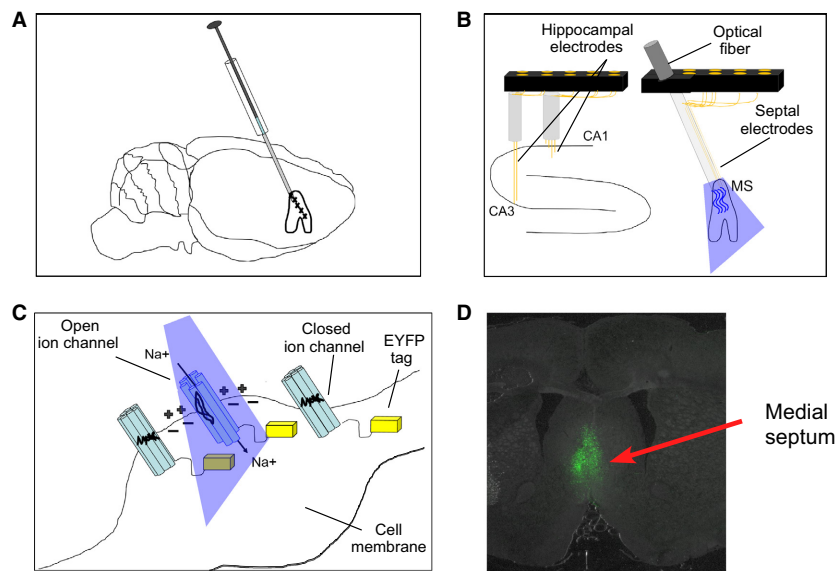 A
B
Hippocampal
electrodes
Optical
fiber
Septal
electrodes
CA1
MS
CA3
C
Open
ion channel
Na+
Closed
ion channel
EYFP
tag
Na+
Cell
membrane
D
Medial
septum